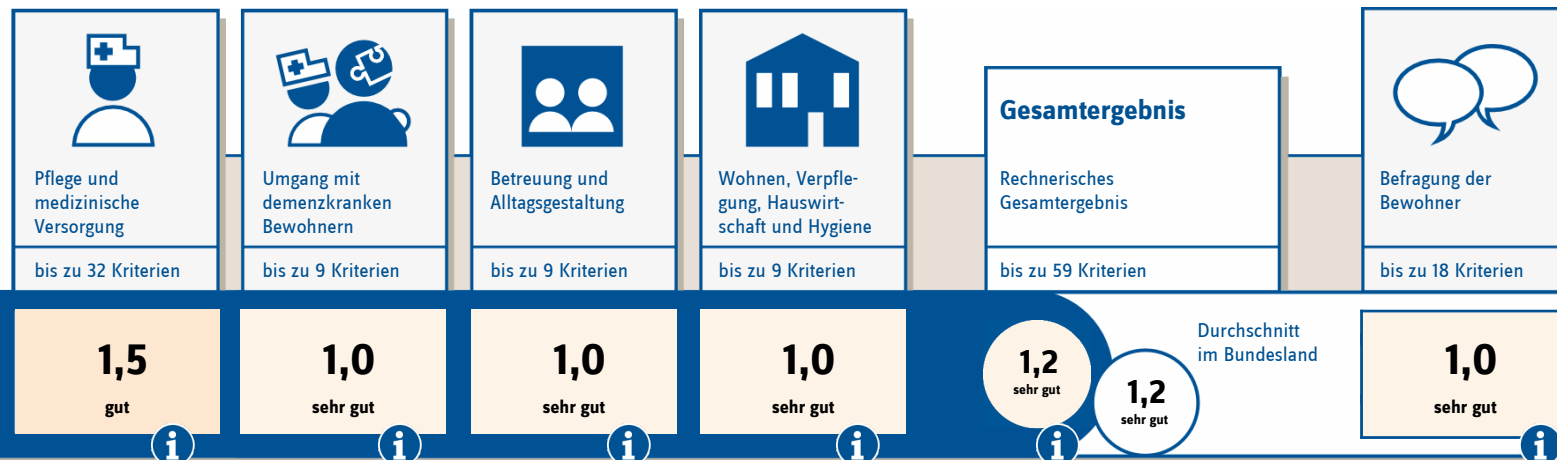 Pflege und
medizinische
Versorgung
bis zu 32 Kriterien
1,5
gut
i
Umgang mit
demenzkranken
Bewohnern
bis zu 9 Kriterien
1,0
sehr gut
i
Betreuung und
Alltagsgestaltung
bis zu 9 Kriterien
1,0
sehr gut
i
Wohnen, Verpfle-
gung, Hauswirt-
schaft und Hygiene
bis zu 9 Kriterien
1,0
sehr gut
i
Gesamtergebnis
Rechnerisches
Gesamtergebnis
bis zu 59 Kriterien
1,2
sehr gut
i
Durchschnitt
im Bundesland
1,2
sehr gut
Befragung der
Bewohner
bis zu 18 Kriterien
1,0
sehr gut
i